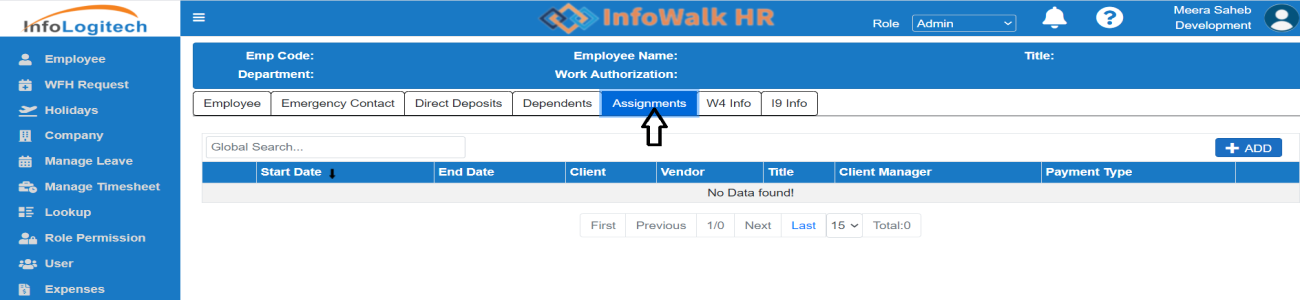 InfoLogitech
InfoWalk HR
Role Admin
Meera Saheb
Development
Employee
WFH Request
Holidays
Company
Manage Leave
Manage Timesheet
Lookup
Role Permission
User
Expenses
Emp Code: Employee Name: Title:
Department: Work Authorization:
Employee Emergency Contact Direct Deposits Dependents Assignments W4 Info I9 Info
Global Search... ADD
Start Date End Date Client Vendor Title Client Manager Payment Type
No Data found!
First Previous 1/0 Next Last 15 Total:0